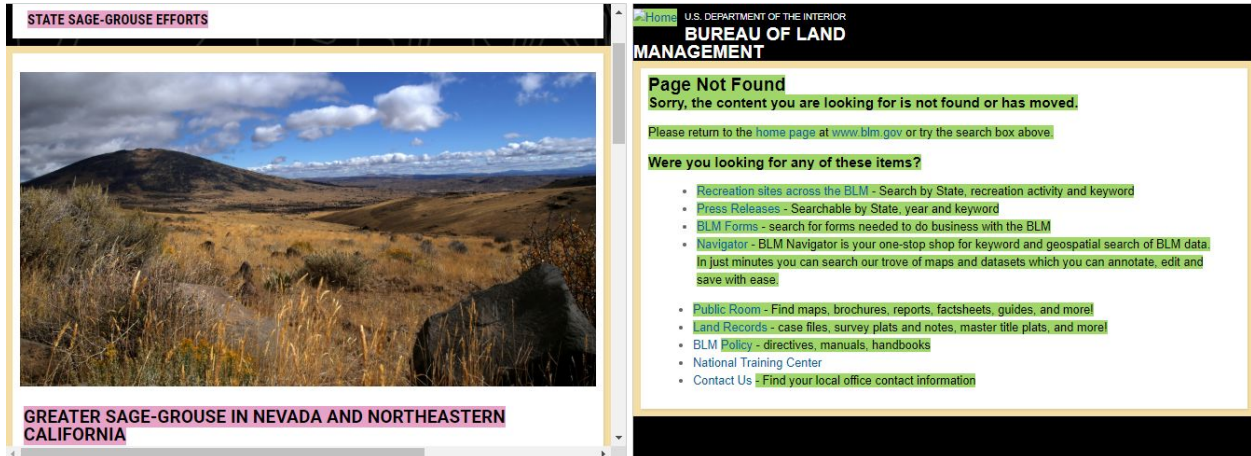 STATE SAGE-GROUSE EFFORTS
GREATER SAGE-GROUSE IN NEVADA AND NORTHEASTERN
CALIFORNIA
Home
U.S. DEPARTMENT OF THE INTERIOR
BUREAU OF LAND
MANAGEMENT
Page Not Found
Sorry, the content you are looking for is not found or has moved.
Please return to the home page at www.blm.gov or try the search box above.
Were you looking for any of these items?
Recreation sites across the BLM - Search by State, recreation activity and keyword
Press Releases - Searchable by State, year and keyword
BLM Forms - search for forms needed to do business with the BLM
Navigator - BLM Navigator is your one-stop shop for keyword and geospatial search of BLM data.
In just minutes you can search our trove of maps and datasets which you can annotate, edit and
save with ease.
Public Room - Find maps, brochures, reports, factsheets, guides, and more!
Land Records - case files, survey plats and notes, master title plats, and more!
BLM Policy - directives, manuals, handbooks
National Training Center
Contact Us - Find your local office contact information